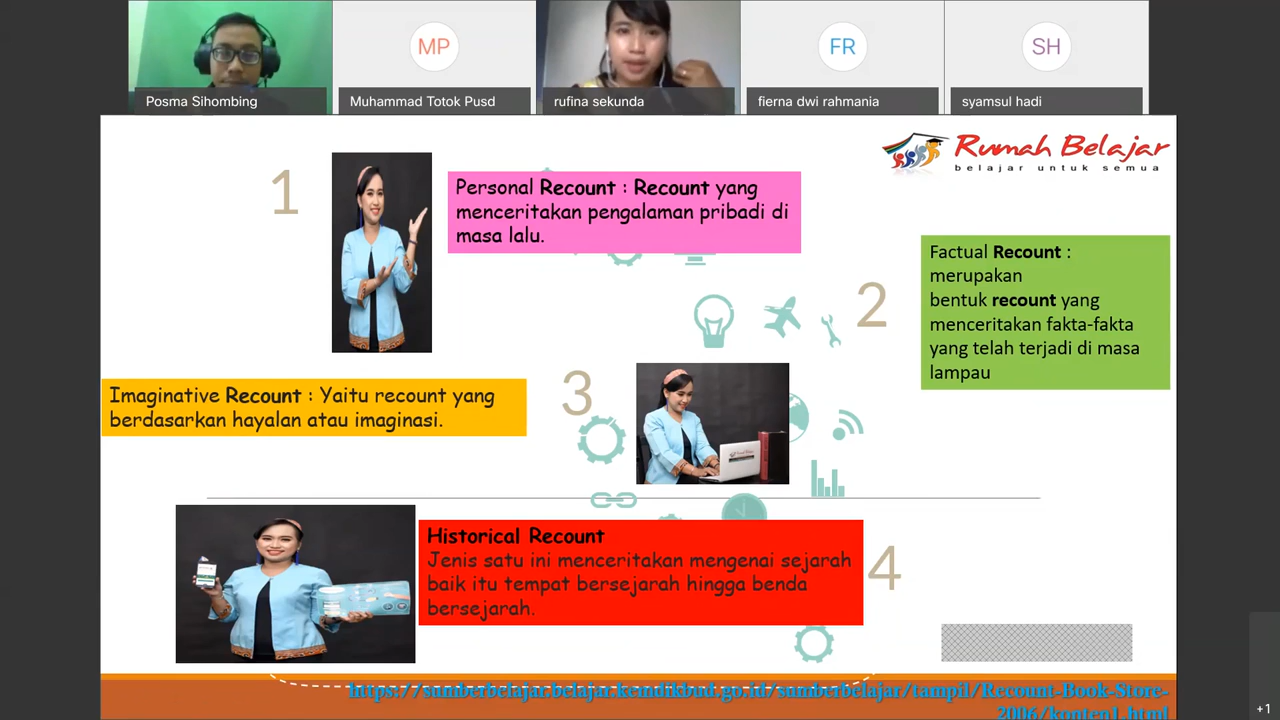 MP
FR
SH
Posma Sihombing
Muhammad Totok Pusd
rufina sekunda
fierna dwi rahmania
syamsul hadi
Rumah Belajar
belajar untuk semua
1
Personal Recount : Recount yang
menceritakan pengalaman pribadi di
masa lalu.
2
Factual Recount :
merupakan
bentuk recount yang
menceritakan fakta-fakta
yang telah terjadi di masa
lampau
Imaginative Recount : Yaitu recount yang
berdasarkan hayalan atau imaginasi.
3
Historical Recount
Jenis satu ini menceritakan mengenai sejarah
baik itu tempat bersejarah hingga benda
bersejarah.
4
https://sumberbelajar.belajar.kemdikbud.go.id/sumberbelajar/tampil/Recount-Book-Store-
2006/konten1.html
+1